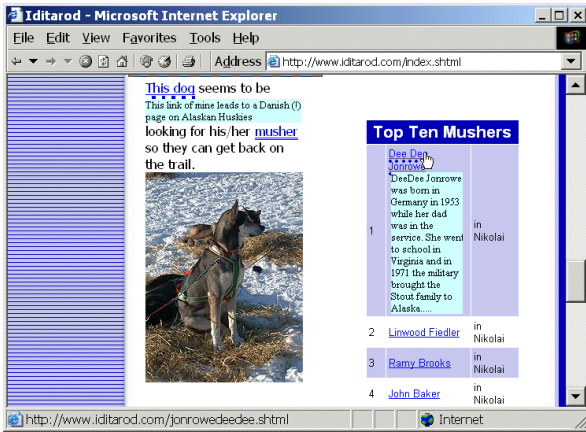 Iditarod - Microsoft Internet Explorer
File Edit View Favorites Tools Help
Address http://www.iditarod.com/index.shtml
This dog seems to be
This link of mine leads to a Danish (!)
page on Alaskan Huskies
looking for his/her musher
so they can get back on
the trail.
Top Ten Mushers
1
Dee Dee
Jonrowe
DeeDee Jonrowe
was born in
Germany in 1953
while her dad
was in the
service. She went
to school in
Virginia and in
1971 the military
brought the
Stout family to
Alaska.....
in
Nikolai
2 Linwood Fiedler in
Nikolai
3 Ramy Brooks in
Nikolai
4 John Baker in
Nikolai
http://www.iditarod.com/jonrowedeedee.shtml
Internet